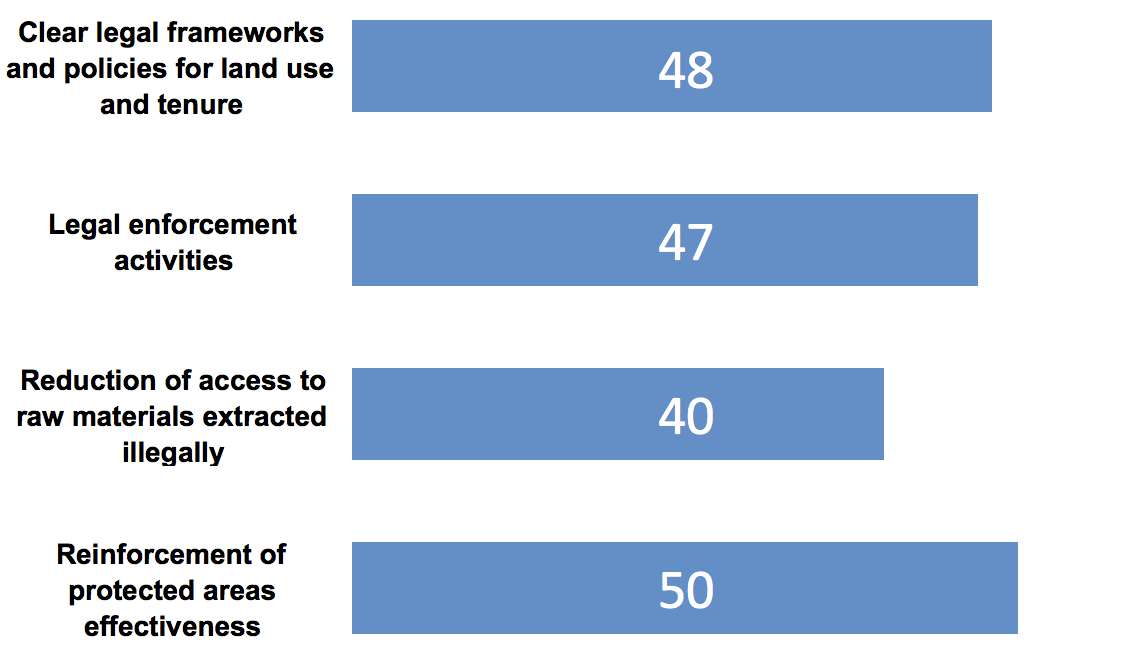 Clear legal frameworks
and policies for land use
and tenure
48
Legal enforcement
activities
47
Reduction of access to
raw materials extracted
illegally
40
Reinforcement of
protected areas
effectiveness
50